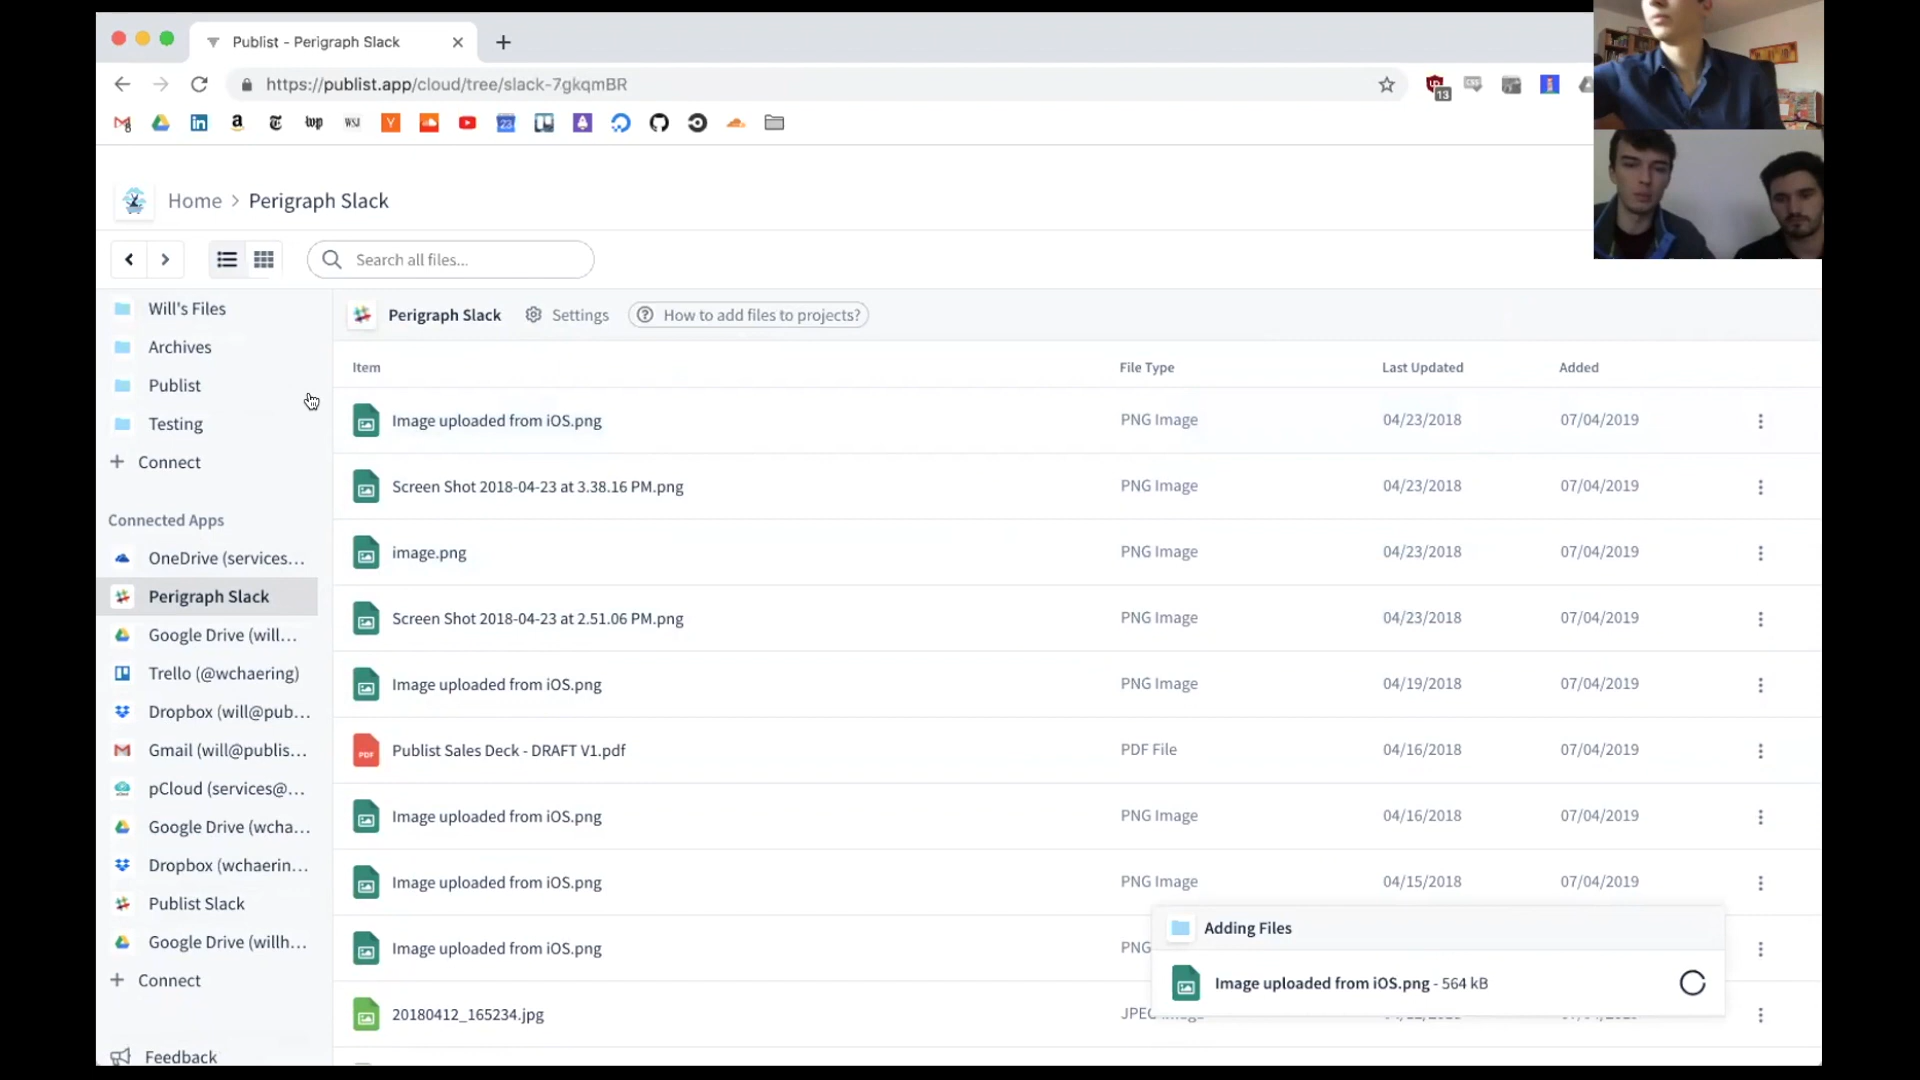 Publist - Perigraph Slack
https://publist.app/cloud/tree/slack-7gkqmBR
13
wp
WSJ
23
Home > Perigraph Slack
Search all files...
Will's Files
Archives
Publist
Testing
+ Connect
Connected Apps
OneDrive (services...
Perigraph Slack
Google Drive (will...
Trello (@wchaering)
Dropbox (will@pub...
Gmail (will@publis...
pCloud (services@...
Google Drive (wcha...
Dropbox (wchaerin...
Publist Slack
Google Drive (willh...
+ Connect
Feedback
Perigraph Slack Settings How to add files to projects?
Item File Type Last Updated Added
Image uploaded from iOS.png PNG Image 04/23/2018 07/04/2019
Screen Shot 2018-04-23 at 3.38.16 PM.png PNG Image 04/23/2018 07/04/2019
image.png PNG Image 04/23/2018 07/04/2019
Screen Shot 2018-04-23 at 2.51.06 PM.png PNG Image 04/23/2018 07/04/2019
Image uploaded from iOS.png PNG Image 04/19/2018 07/04/2019
PDF Publist Sales Deck - DRAFT V1.pdf PDF File 04/16/2018 07/04/2019
Image uploaded from iOS.png PNG Image 04/16/2018 07/04/2019
Image uploaded from iOS.png PNG Image 04/15/2018 07/04/2019
Image uploaded from iOS.png PNG
20180412_165234.jpg JPEG
Adding Files
Image uploaded from iOS.png - 564 kB